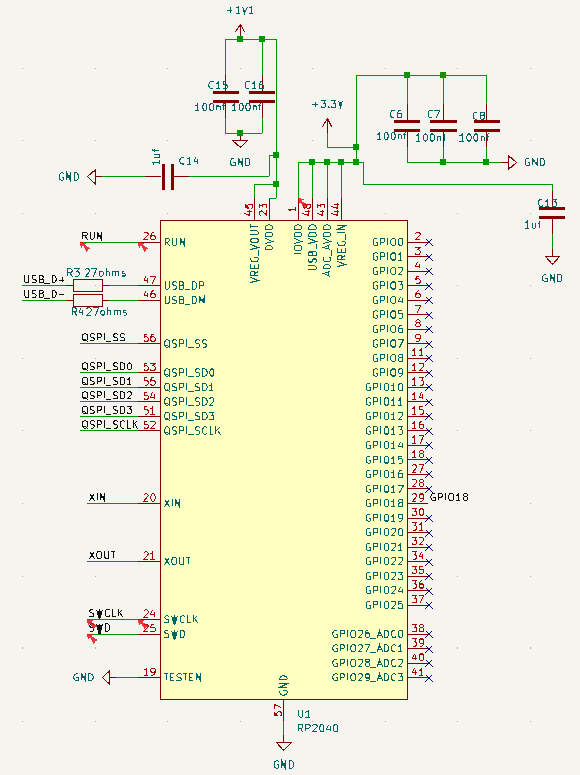 +1V1
C15
C16
100nf
100nf
GND
+3.3V
C6
C7
C8
100nf
100nf
100nf
GND
1uf
C14
GND
C13
1uf
GND
45
23
1
48
43
44
VREG_VOUT
DVDD
IOVDD
USB_VDD
ADC_AVDD
VREG_IN
RUN
26
RUN
USB_D+
R3 27ohms
47
USB_DP
USB_D-
R4 27ohms
46
USB_DM
QSPI_SS
56
QSPI_SS
QSPI_SD0
53
QSPI_SD0
QSPI_SD1
55
QSPI_SD1
QSPI_SD2
54
QSPI_SD2
QSPI_SD3
51
QSPI_SD3
QSPI_SCLK
52
QSPI_SCLK
XIN
20
XIN
XOUT
21
XOUT
SWCLK
24
SWCLK
SWD
25
SWD
GND
19
TESTEN
GPIO0 2
GPIO1 3
GPIO2 4
GPIO3 5
GPIO4 6
GPIO5 7
GPIO6 8
GPIO7 9
GPIO8 11
GPIO9 12
GPIO10 13
GPIO11 14
GPIO12 15
GPIO13 16
GPIO14 17
GPIO15 18
GPIO16 27
GPIO17 28
GPIO18 29 GPIO18
GPIO19 30
GPIO20 31
GPIO21 32
GPIO22 34
GPIO23 35
GPIO24 36
GPIO25 37
GPIO26_ADC0 38
GPIO27_ADC1 39
GPIO28_ADC2 40
GPIO29_ADC3 41
GND
57
U1
RP2040
GND